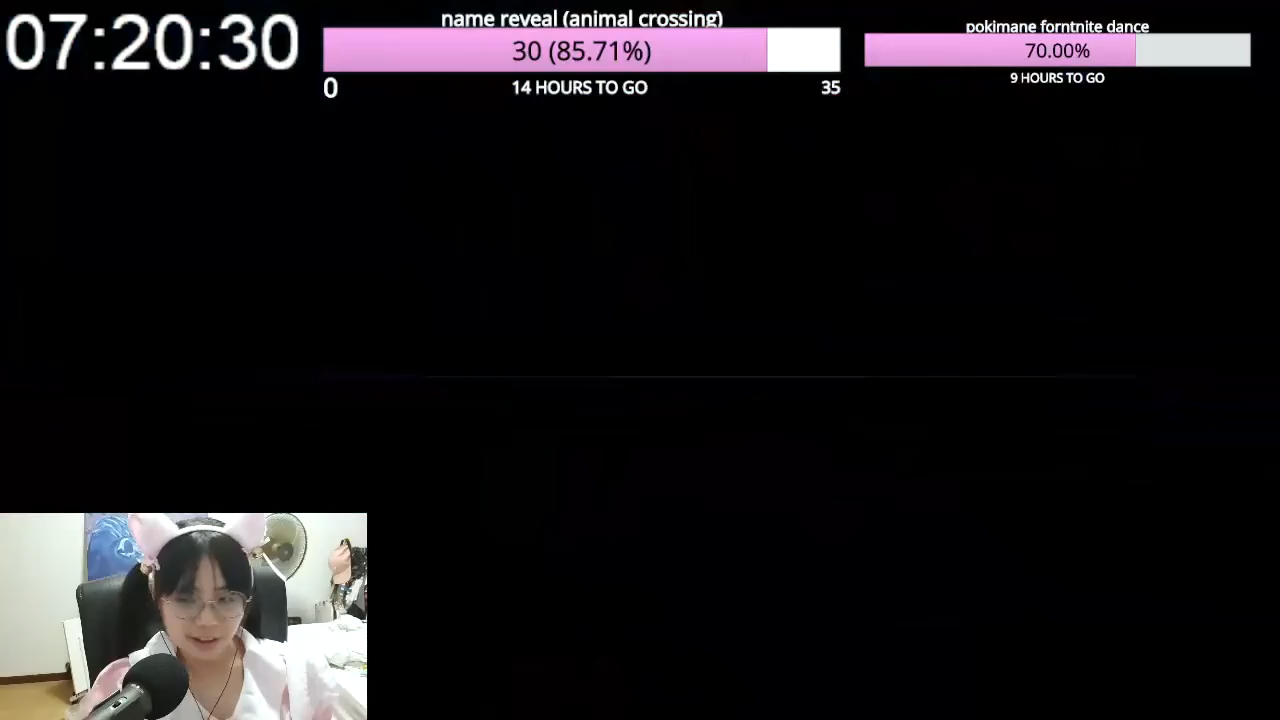 07:20:30
name reveal (animal crossing)
30 (85.71%)
0
14 HOURS TO GO
35
pokimane forntnite dance
70.00%
9 HOURS TO GO